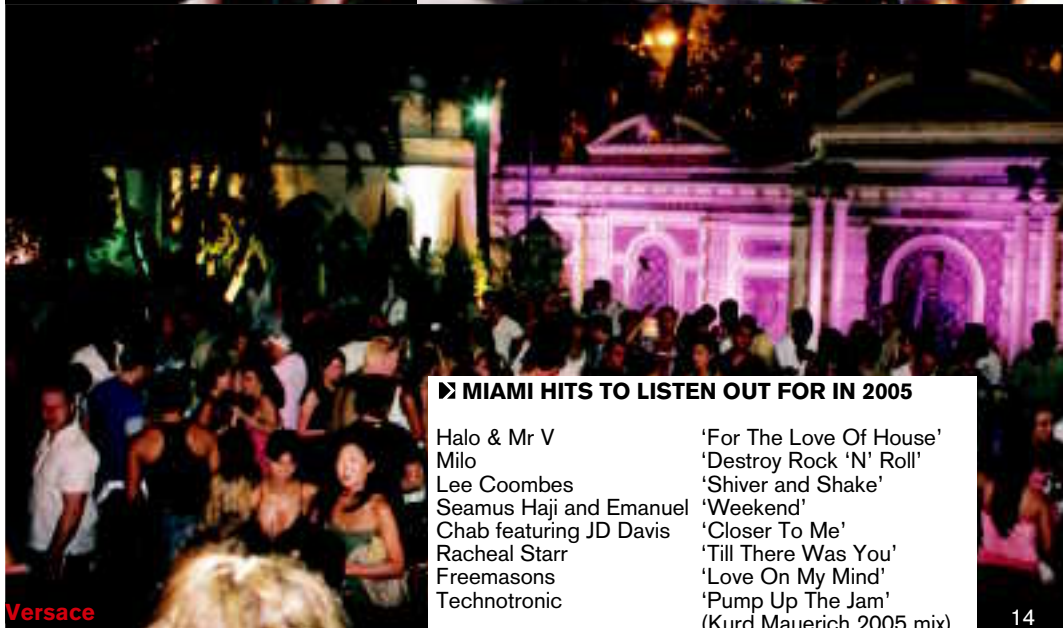 MIAMI HITS TO LISTEN OUT FOR IN 2005
Halo & Mr V ‘For The Love Of House’
Milo ‘Destroy Rock ‘N’ Roll’
Lee Coombes ‘Shiver and Shake’
Seamus Haji and Emanuel ‘Weekend’
Chab featuring JD Davis ‘Closer To Me’
Racheal Starr ‘Till There Was You’
Freemasons ‘Love On My Mind’
Technotronic ‘Pump Up The Jam’
(Kurd Mauerich 2005 mix)
Versace
14